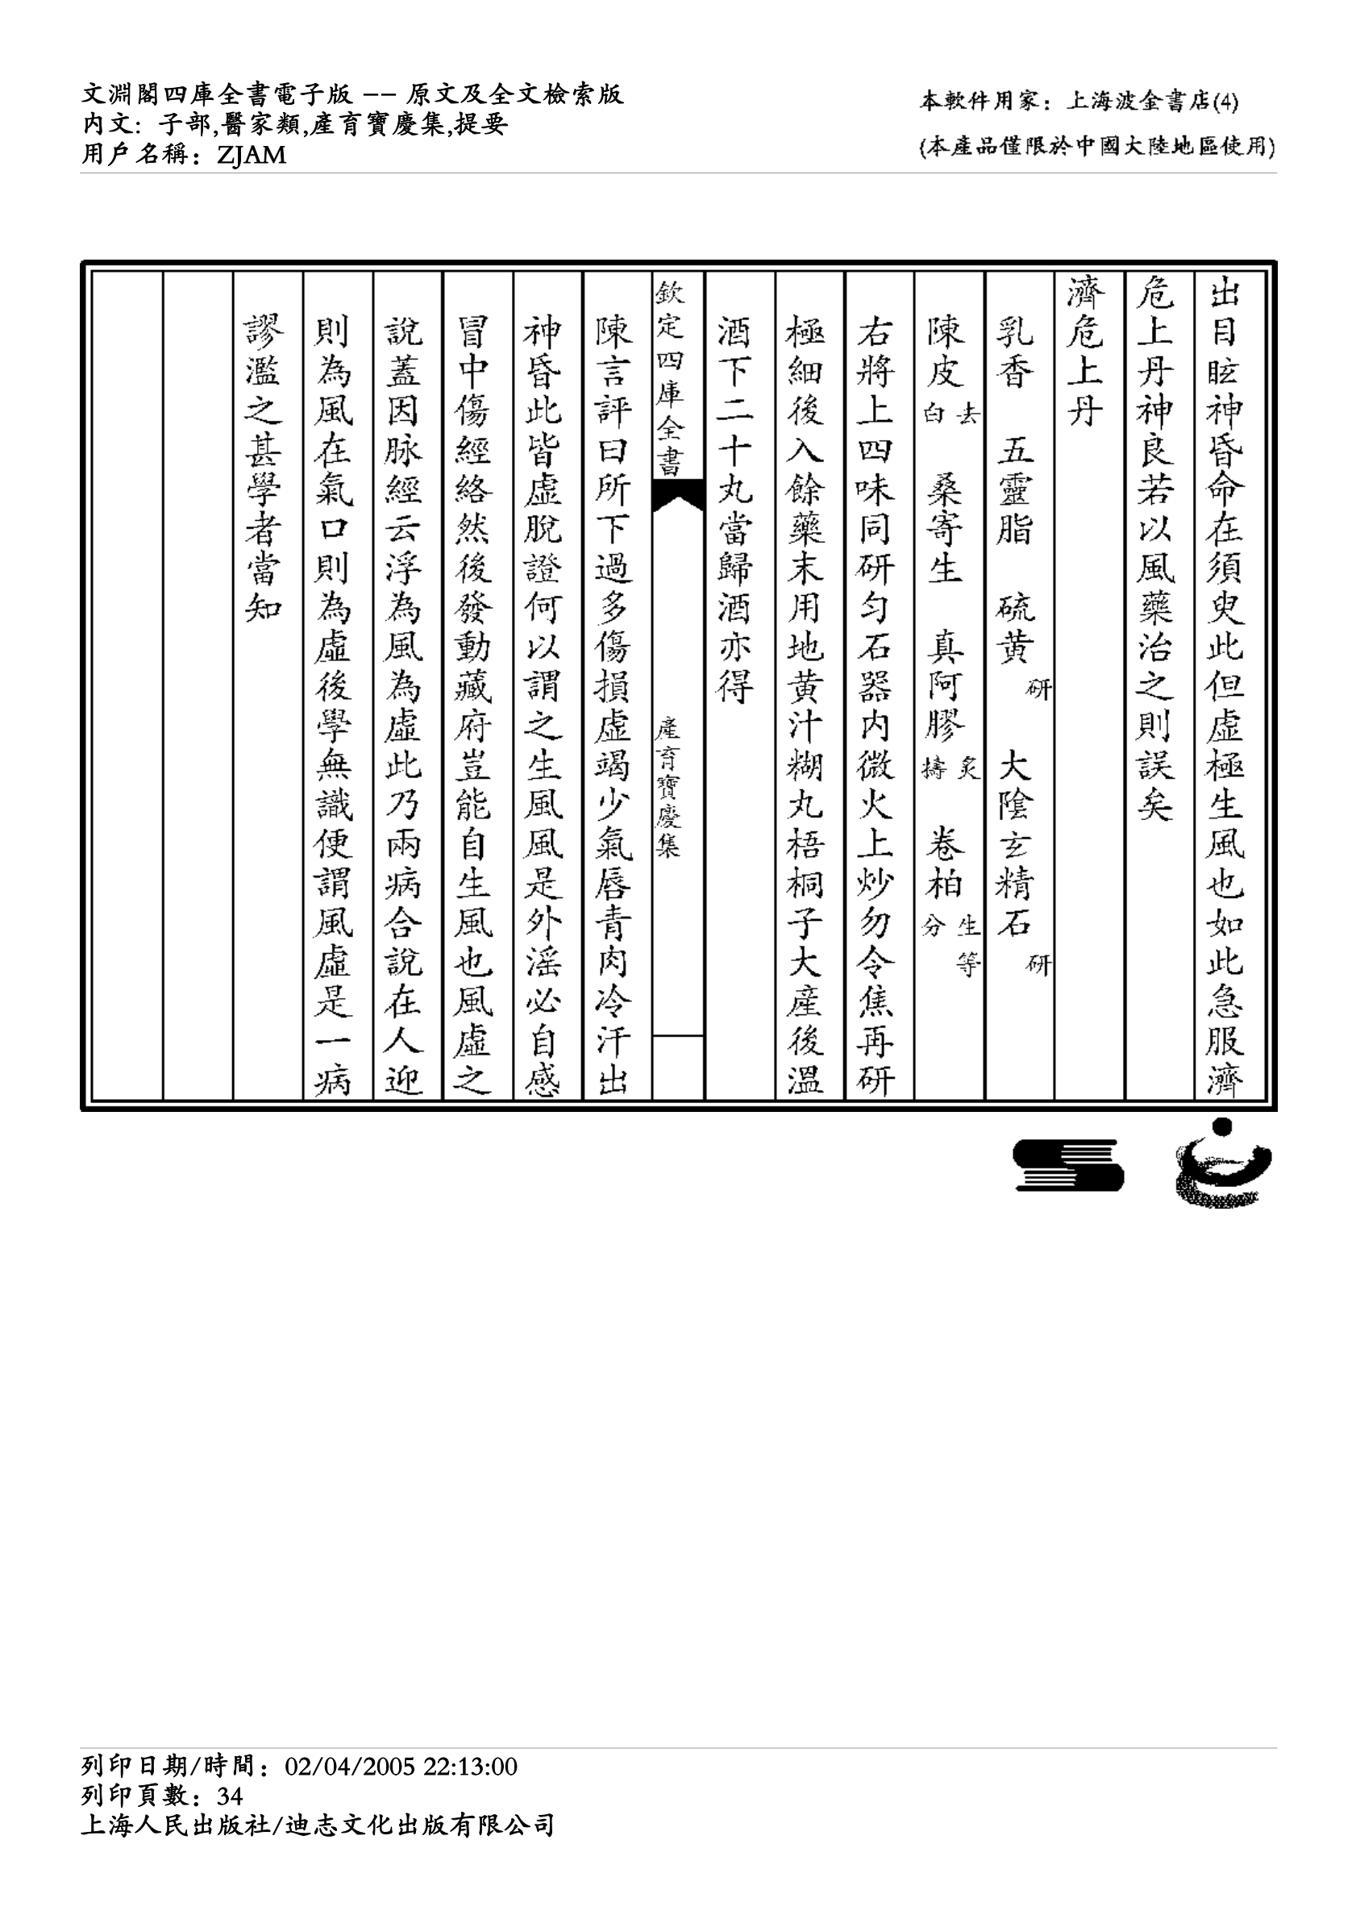 文淵閣四庫全書電子版 -- 原文及全文檢索版
內文: 子部,醫家類,產育寶慶集,提要
用戶名稱: ZJAM
本軟件用家: 上海波金書店(4)
(本產品僅限於中國大陸地區使用)
出目眩神昏命在須臾此但虛極生風也如此急服濟
危上丹神良若以風藥治之則誤矣
濟危上丹
乳香 五靈脂 硫黃研 大陰玄精石研
陳皮去白 桑寄生 真阿膠炙擣 卷柏生等分
右將上四味同研勻石器內微火上炒勿令焦再研
極細後入餘藥末用地黃汁糊丸梧桐子大產後溫
酒下二十丸當歸酒亦得
欽定四庫全書 產育寶慶集
陳言評曰所下過多傷損虛竭少氣唇青肉冷汗出
神昏此皆虛脫證何以謂之生風風是外淫必自感
冒中傷經絡然後發動藏府豈能自生風也風虛之
說蓋因脉經云浮為風為虛此乃兩病合說在人迎
則為風在氣口則為虛後學無識便謂風虛是一病
謬濫之甚學者當知
列印日期/時間: 02/04/2005 22:13:00
列印頁數: 34
上海人民出版社/迪志文化出版有限公司